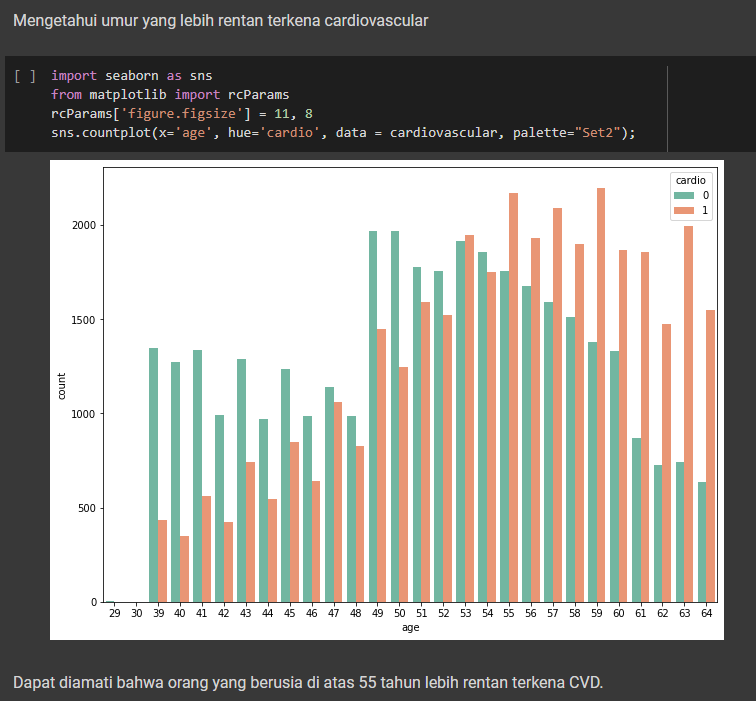 Mengetahui umur yang lebih rentan terkena cardiovascular
[ ] import seaborn as sns
from matplotlib import rcParams
rcParams['figure.figsize'] = 11, 8
sns.countplot(x='age', hue='cardio', data = cardiovascular, palette="Set2");
cardio
0
1
2000
1500
1000
500
0
count
29 30 39 40 41 42 43 44 45 46 47 48 49 50 51 52 53 54 55 56 57 58 59 60 61 62 63 64
age
Dapat diamati bahwa orang yang berusia di atas 55 tahun lebih rentan terkena CVD.